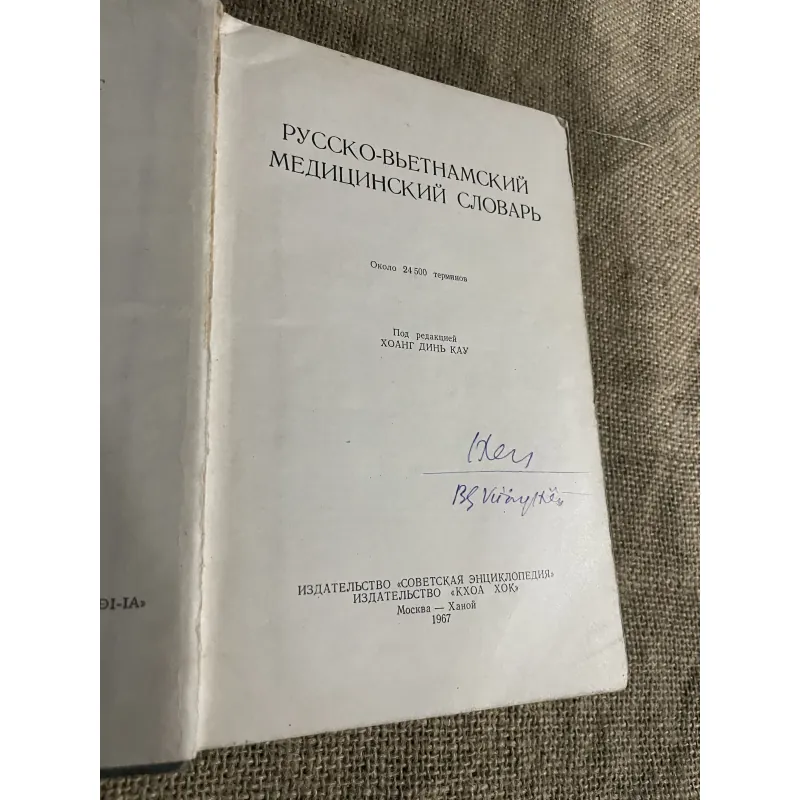 РУССКО-ВЬЕТНАМСКИЙ
МЕДИЦИНСКИЙ СЛОВАРЬ
Около 24 500 терминов
Под редакцией
ХОАНГ ДИНЬ КАУ
ИЗДАТЕЛЬСТВО «СОВЕТСКАЯ ЭНЦИКЛОПЕДИЯ»
ИЗДАТЕЛЬСТВО «КХОА ХОК»
Москва — Ханой
1967